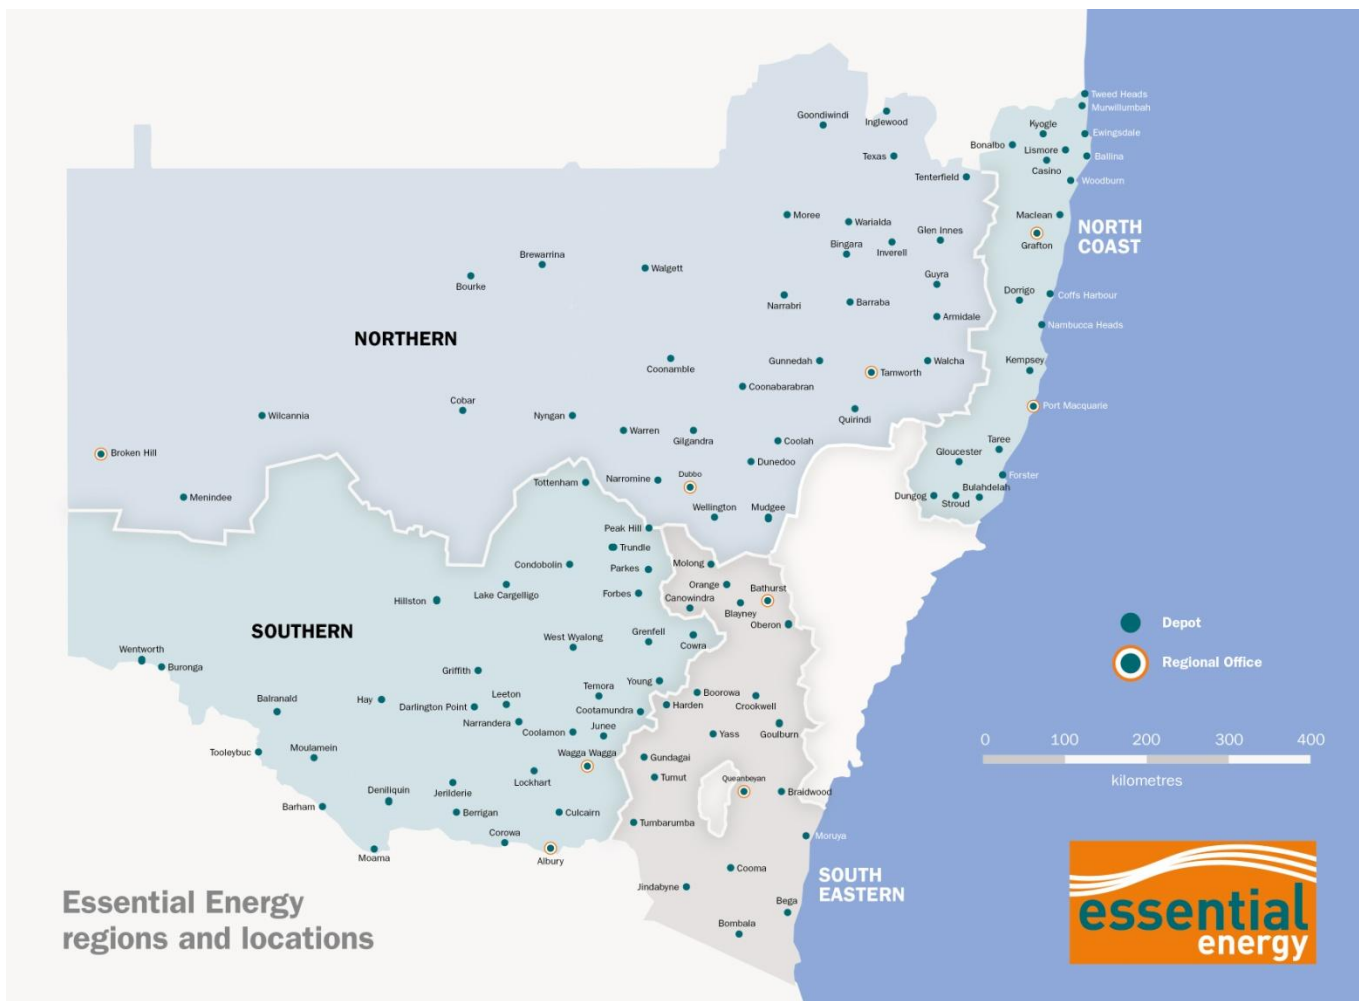 Tweed Heads
Murwillumbah
Goondiwindi
Inglewood
Kyogle
Ewingsdale
Bonalbo
Lismore
Ballina
Texas
Casino
Tenterfield
Woodburn
Moree
Maclean
Warialda
NORTH
COAST
Glen Innes
Bingara
Grafton
Inverell
Brewarrina
Walgett
Bourke
Guyra
Dorrigo
Coffs Harbour
Narrabri
Barraba
Armidale
Nambucca Heads
NORTHERN
Gunnedah
Walcha
Kempsey
Coonamble
Tamworth
Coonabarabran
Cobar
Port Macquarie
Wilcannia
Nyngan
Quirindi
Warren
Gilgandra
Coolah
Taree
Broken Hill
Gloucester
Dunedoo
Dubbo
Forster
Narromine
Tottenham
Bulahdelah
Menindee
Dungog
Stroud
Wellington
Mudgee
Peak Hill
Trundle
Condobolin
Molong
Parkes
Orange
Bathurst
Lake Cargelligo
Forbes
Canowindra
Hillston
Blayney
Depot
Oberon
SOUTHERN
West Wyalong
Grenfell
Cowra
Wentworth
Regional Office
Buronga
Griffith
Young
Temora
Leeton
Boorowa
Balranald
Hay
Crookwell
Darlington Point
Harden
Cootamundra
Narrandera
Junee
Coolamon
Yass
Goulburn
0 100 200 300 400
Tooleybuc
Moulamein
Wagga Wagga
Gundagai
Lockhart
Tumut
Queanbeyan
kilometres
Deniliquin
Jerilderie
Braidwood
Barham
Berrigan
Culcairn
Tumbarumba
Corowa
Moruya
Moama
Albury
Cooma
SOUTH
EASTERN
Jindabyne
Essential Energy
regions and locations
Bega
Bombala
essential
energy